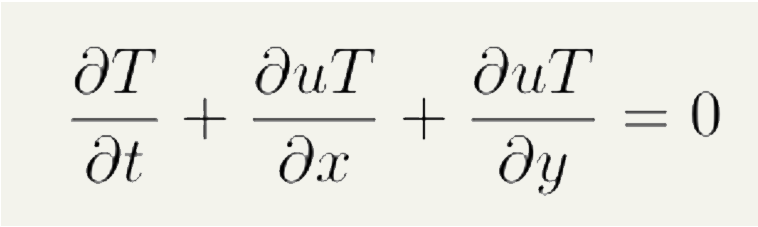 ∂T/∂t + ∂uT/∂x + ∂uT/∂y = 0